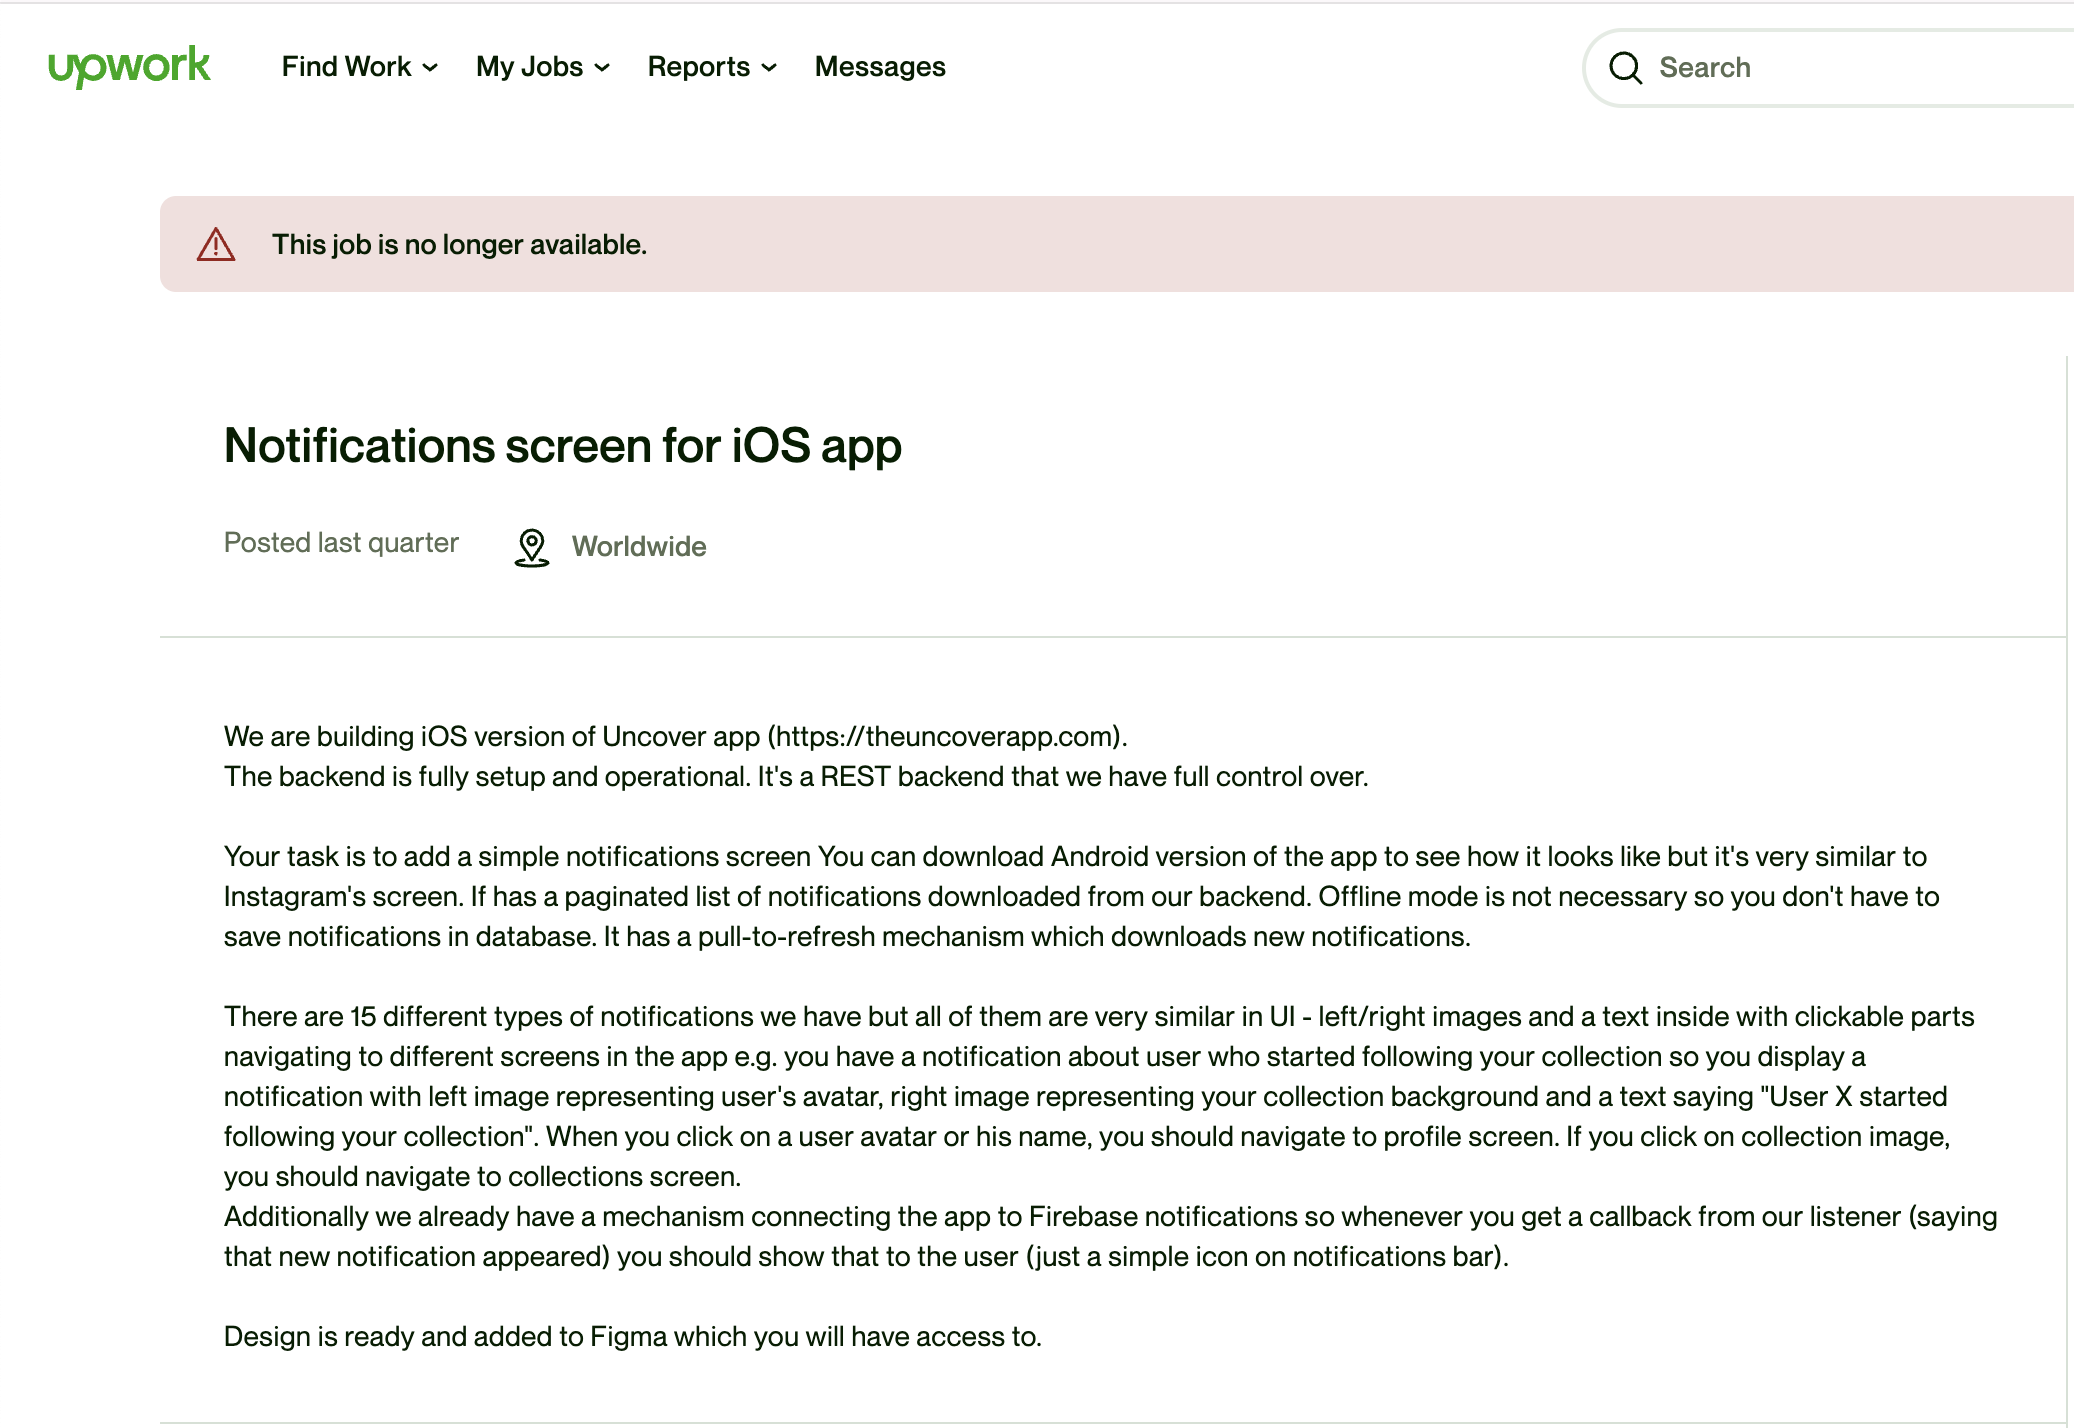 upwork Find Work My Jobs Reports Messages Search
This job is no longer available.
Notifications screen for iOS app
Posted last quarter Worldwide
We are building iOS version of Uncover app (https://theuncoverapp.com).
The backend is fully setup and operational. It's a REST backend that we have full control over.
Your task is to add a simple notifications screen You can download Android version of the app to see how it looks like but it's very similar to
Instagram's screen. If has a paginated list of notifications downloaded from our backend. Offline mode is not necessary so you don't have to
save notifications in database. It has a pull-to-refresh mechanism which downloads new notifications.
There are 15 different types of notifications we have but all of them are very similar in UI - left/right images and a text inside with clickable parts
navigating to different screens in the app e.g. you have a notification about user who started following your collection so you display a
notification with left image representing user's avatar, right image representing your collection background and a text saying "User X started
following your collection". When you click on a user avatar or his name, you should navigate to profile screen. If you click on collection image,
you should navigate to collections screen.
Additionally we already have a mechanism connecting the app to Firebase notifications so whenever you get a callback from our listener (saying
that new notification appeared) you should show that to the user (just a simple icon on notifications bar).
Design is ready and added to Figma which you will have access to.